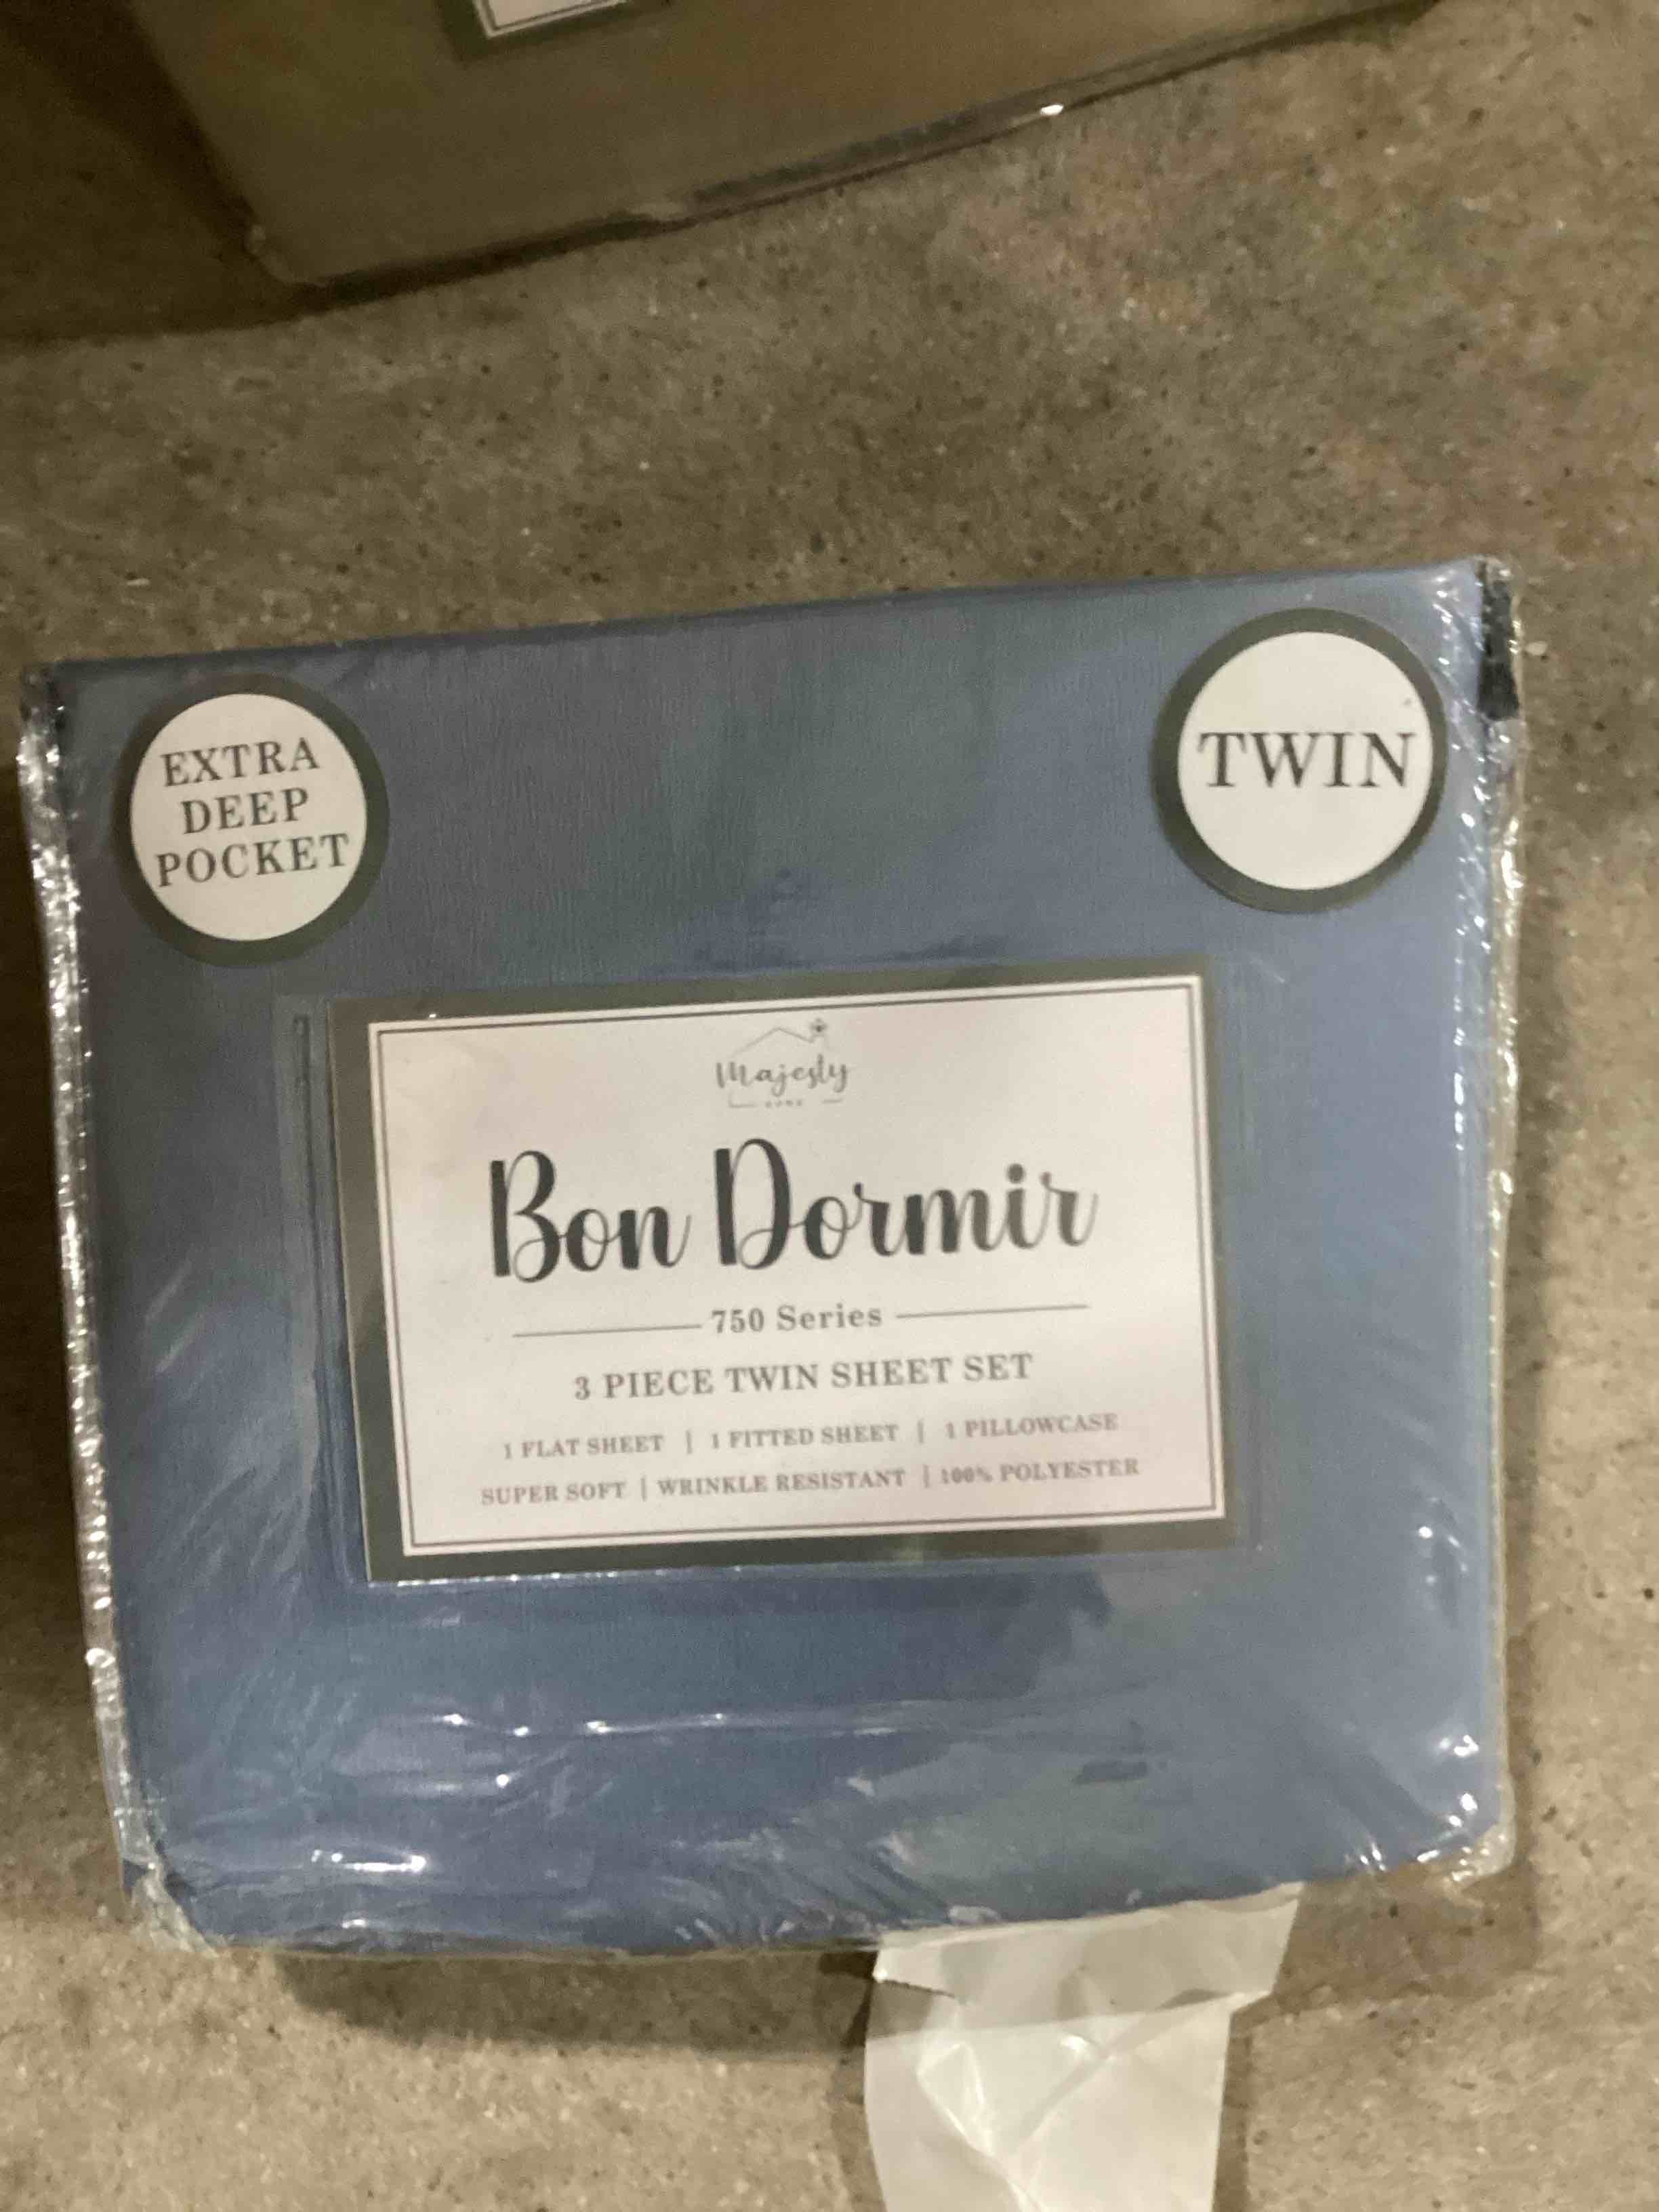 EXTRA
DEEP
POCKET
TWIN
Majesty
HOME
Bon Dormir
750 Series
3 PIECE TWIN SHEET SET
1 FLAT SHEET | 1 FITTED SHEET | 1 PILLOWCASE
SUPER SOFT | WRINKLE RESISTANT | 100% POLYESTER